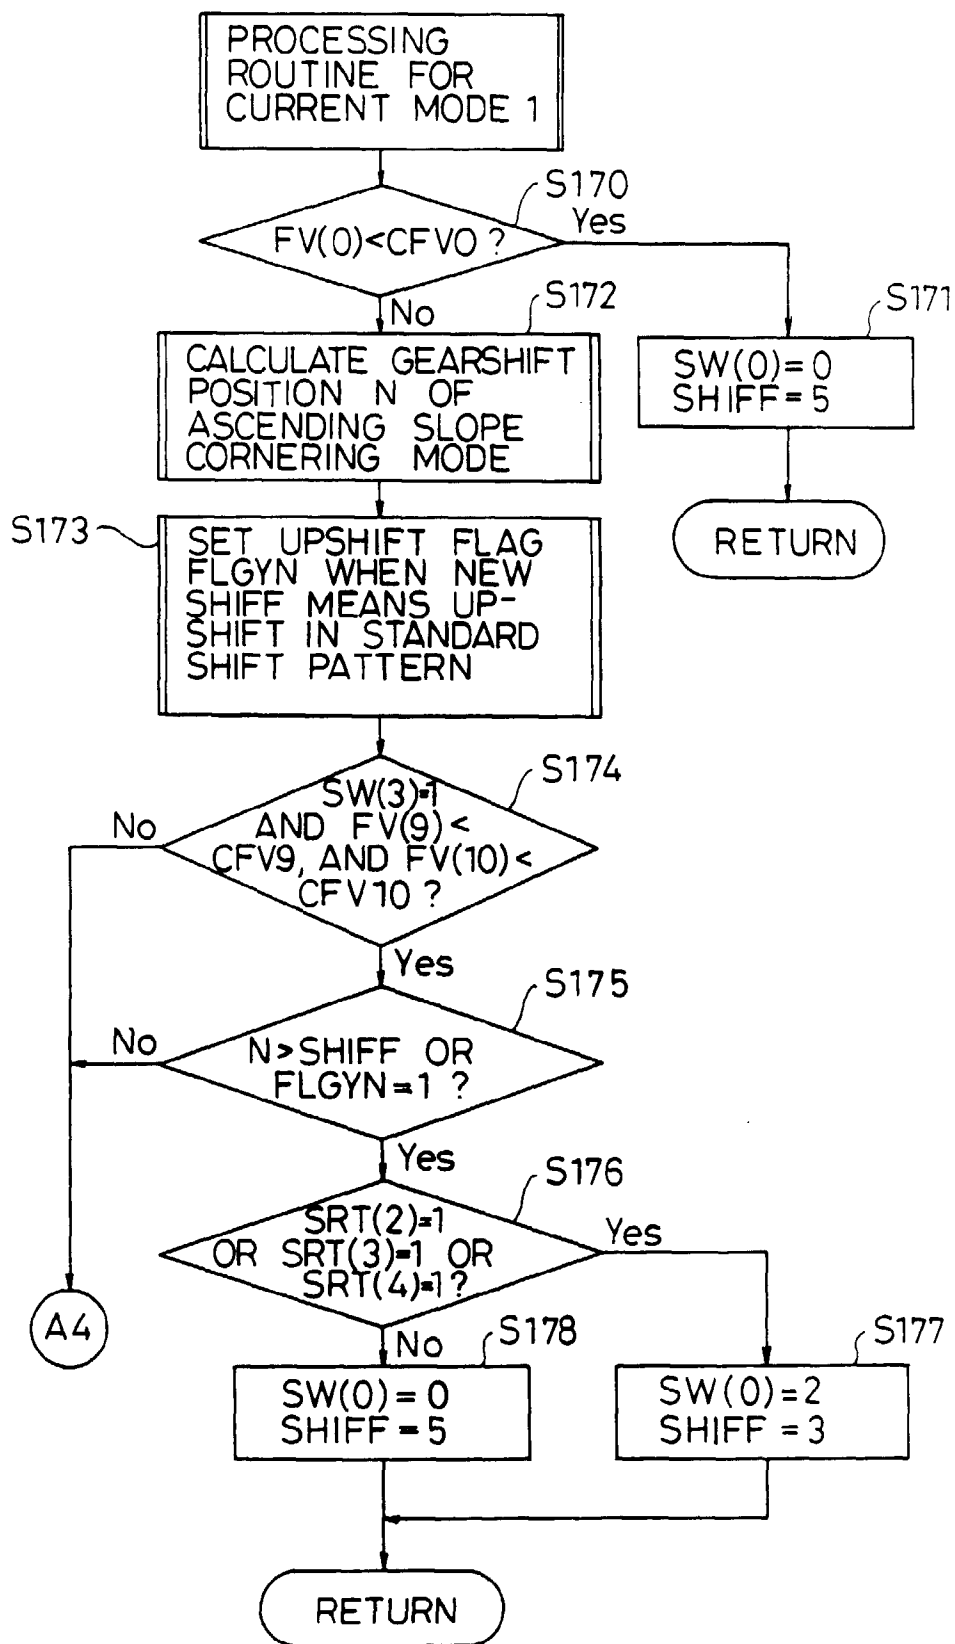 PROCESSING
ROUTINE FOR
CURRENT MODE 1
S170
FV(0)<CFV0 ?
Yes
No
S171
SW(0)=0
SHIFF=5
RETURN
S172
CALCULATE GEARSHIFT
POSITION N OF
ASCENDING SLOPE
CORNERING MODE
S173
SET UPSHIFT FLAG
FLGYN WHEN NEW
SHIFF MEANS UP-
SHIFT IN STANDARD
SHIFT PATTERN
S174
SW(3)=1
AND FV(9)<
CFV9, AND FV(10)<
CFV10 ?
No
Yes
S175
N>SHIFF OR
FLGYN=1 ?
No
Yes
S176
SRT(2)=1
OR SRT(3)=1 OR
SRT(4)=1?
Yes
No
A4
S178
SW(0)=0
SHIFF=5
S177
SW(0)=2
SHIFF=3
RETURN